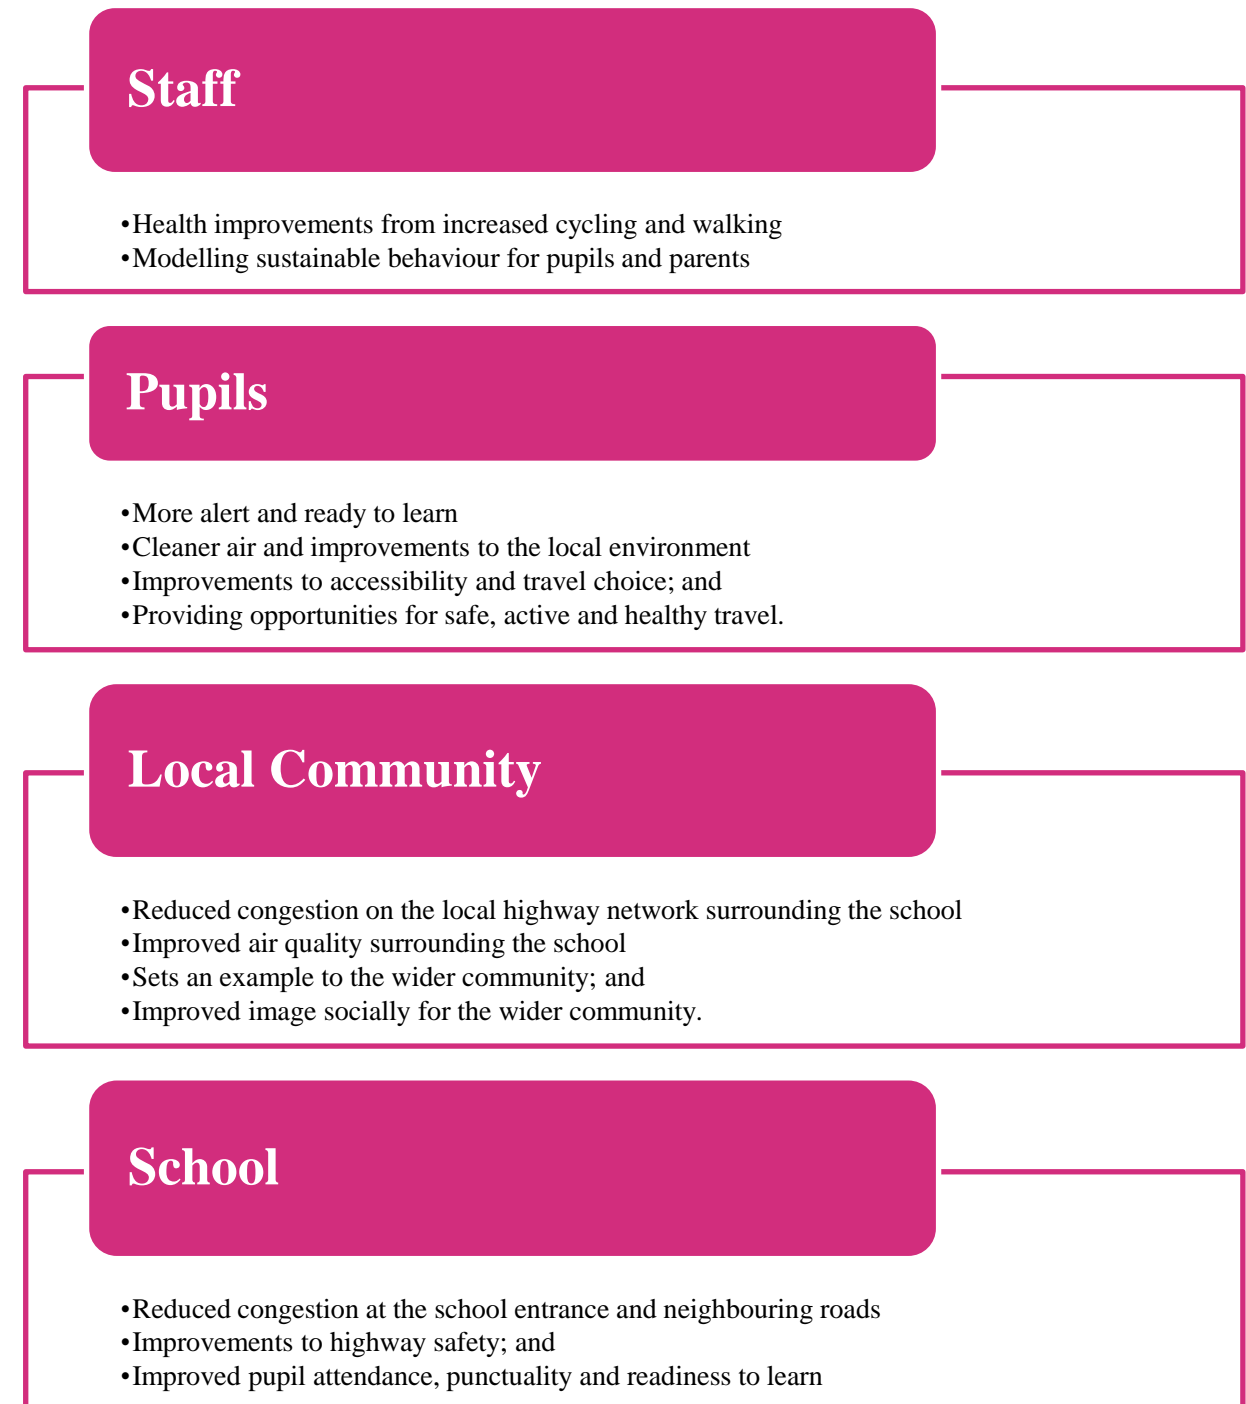 Staff
•Health improvements from increased cycling and walking
•Modelling sustainable behaviour for pupils and parents
Pupils
•More alert and ready to learn
•Cleaner air and improvements to the local environment
•Improvements to accessibility and travel choice; and
•Providing opportunities for safe, active and healthy travel.
Local Community
•Reduced congestion on the local highway network surrounding the school
•Improved air quality surrounding the school
•Sets an example to the wider community; and
•Improved image socially for the wider community.
School
•Reduced congestion at the school entrance and neighbouring roads
•Improvements to highway safety; and
•Improved pupil attendance, punctuality and readiness to learn